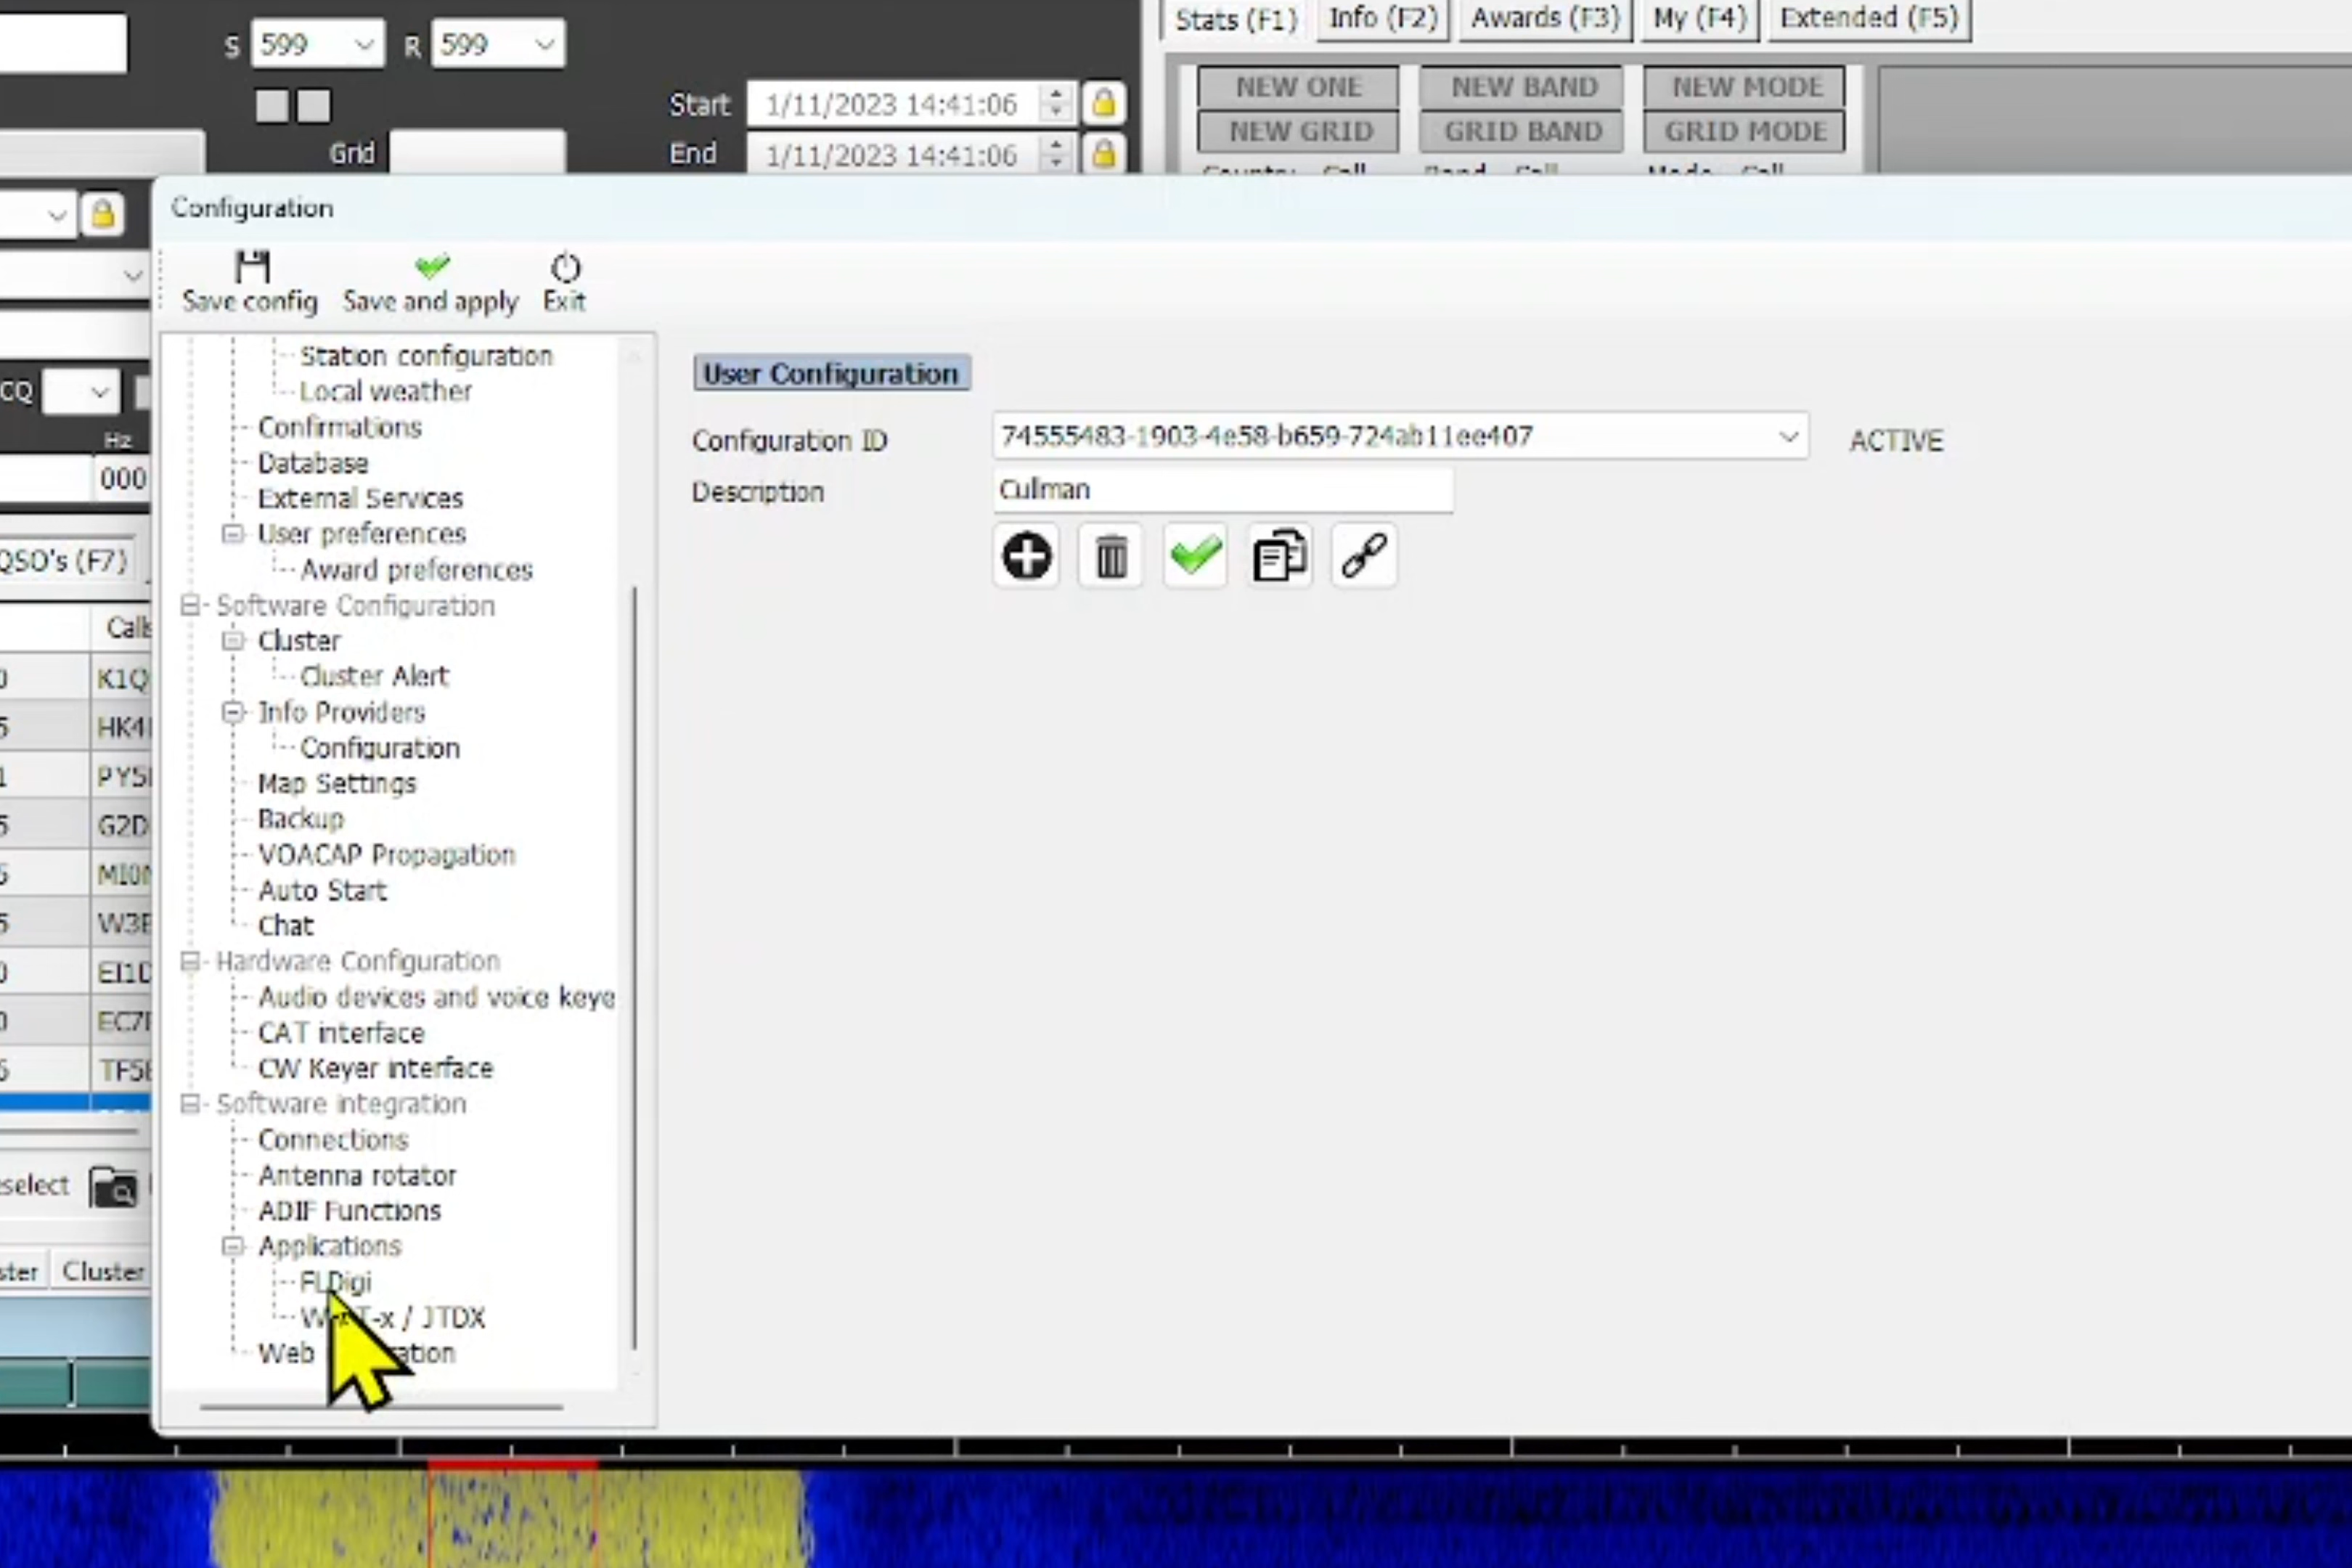 S 599 R 599
Stats (F1) Info (F2) Awards (F3) My (F4) Extended (F5)
NEW ONE NEW BAND NEW MODE
Start 1/11/2023 14:41:06
NEW GRID GRID BAND GRID MODE
Grid End 1/11/2023 14:41:06
Configuration
Save config Save and apply Exit
Station configuration
Local weather
Confirmations
Database
External Services
User preferences
Award preferences
Software Configuration
Cluster
Cluster Alert
Info Providers
Configuration
Map Settings
Backup
VOACAP Propagation
Auto Start
Chat
Hardware Configuration
Audio devices and voice keye
CAT interface
CW Keyer interface
Software integration
Connections
Antenna rotator
ADIF Functions
Applications
FLDigi
/ JTDX
Web
User Configuration
Configuration ID 74555483-1903-4e58-b659-724ab11ee407 ACTIVE
Description Cullman
CQ
Hz
000
QSO's (F7)
Calls
K1Q
HK4
PY5
G2D
MI0
W3
EI1D
EC7
TF5
select
ster Cluster